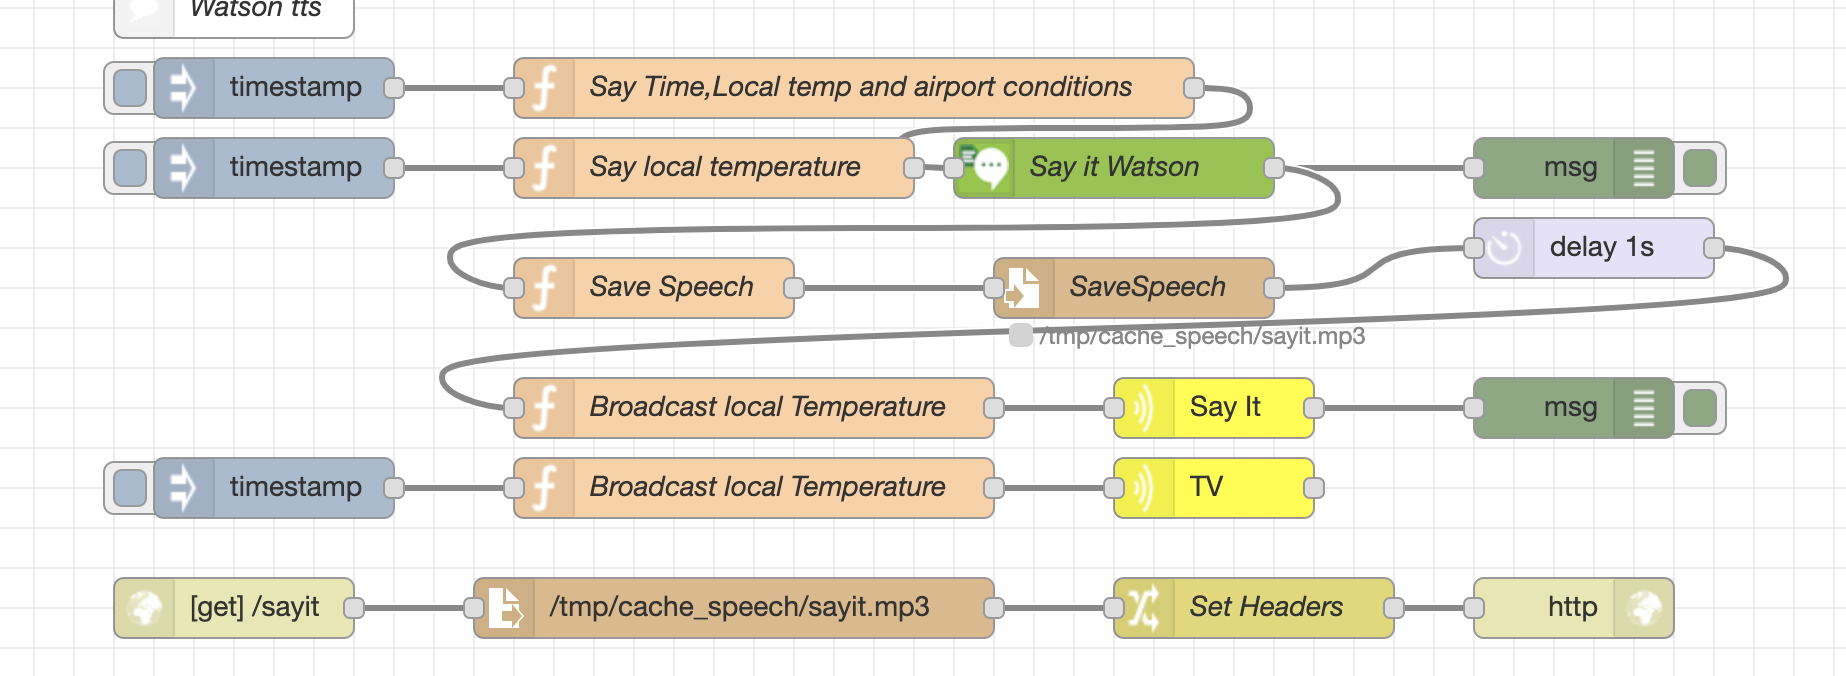 Watson tts
timestamp
Say Time,Local temp and airport conditions
timestamp
Say local temperature
Say it Watson
msg
delay 1s
Save Speech
SaveSpeech
/tmp/cache_speech/sayit.mp3
Broadcast local Temperature
Say It
msg
timestamp
Broadcast local Temperature
TV
[get] /sayit
/tmp/cache_speech/sayit.mp3
Set Headers
http